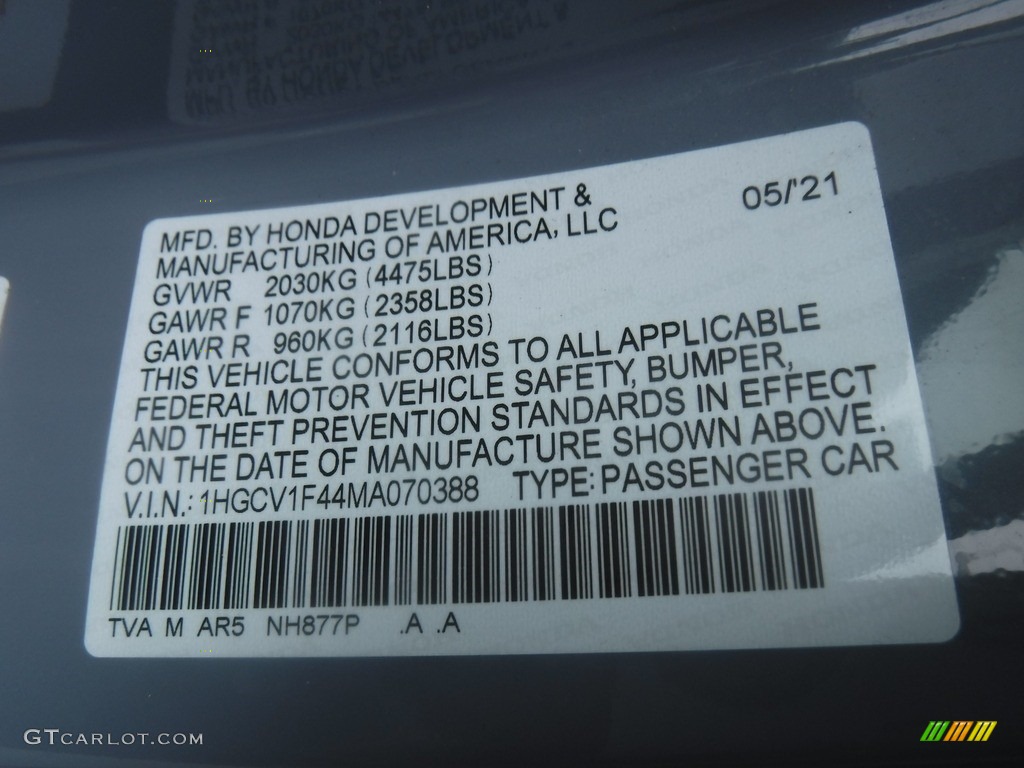 MFD. BY HONDA DEVELOPMENT & 05/'21
MANUFACTURING OF AMERICA, LLC
GVWR 2030KG (4475LBS)
GAWR F 1070KG (2358LBS)
GAWR R 960KG (2116LBS)
THIS VEHICLE CONFORMS TO ALL APPLICABLE
FEDERAL MOTOR VEHICLE SAFETY, BUMPER,
AND THEFT PREVENTION STANDARDS IN EFFECT
ON THE DATE OF MANUFACTURE SHOWN ABOVE.
V.I.N.: 1HGCV1F44MA070388 TYPE: PASSENGER CAR
TVA M AR5 NH877P .A .A
GTCARLOT.COM